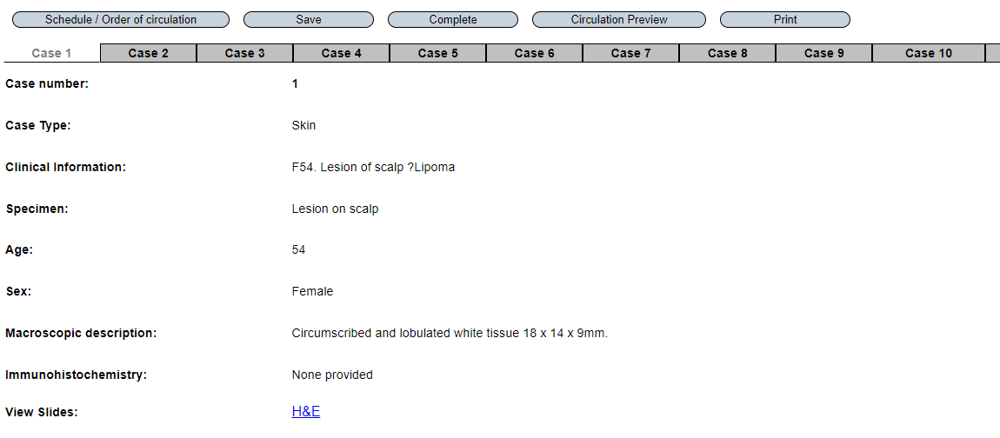 Schedule / Order of circulation Save Complete Circulation Preview Print
Case 1 Case 2 Case 3 Case 4 Case 5 Case 6 Case 7 Case 8 Case 9 Case 10
Case number: 1
Case Type: Skin
Clinical Information: F54. Lesion of scalp ?Lipoma
Specimen: Lesion on scalp
Age: 54
Sex: Female
Macroscopic description: Circumscribed and lobulated white tissue 18 x 14 x 9mm.
Immunohistochemistry: None provided
View Slides: H&E